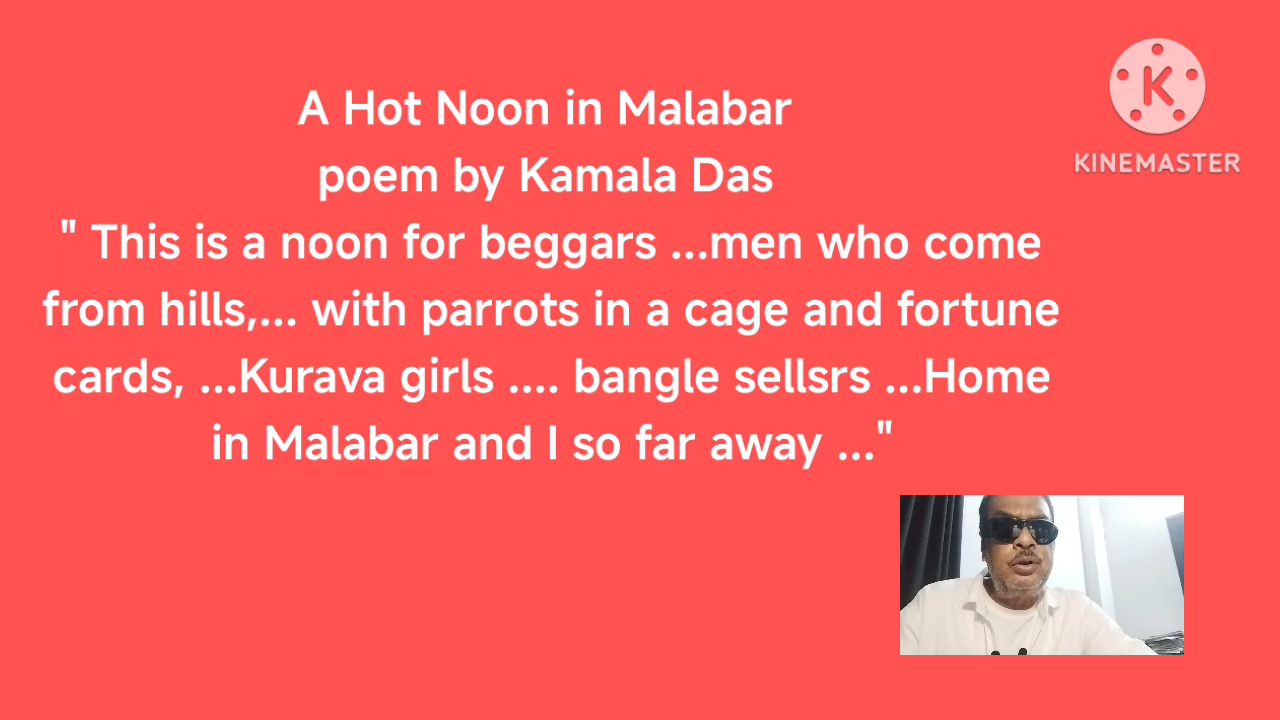 A Hot Noon in Malabar
poem by Kamala Das
" This is a noon for beggars ...men who come
from hills,... with parrots in a cage and fortune
cards, ...Kurava girls .... bangle sellsrs ...Home
in Malabar and I so far away ..."
K
KINEMASTER